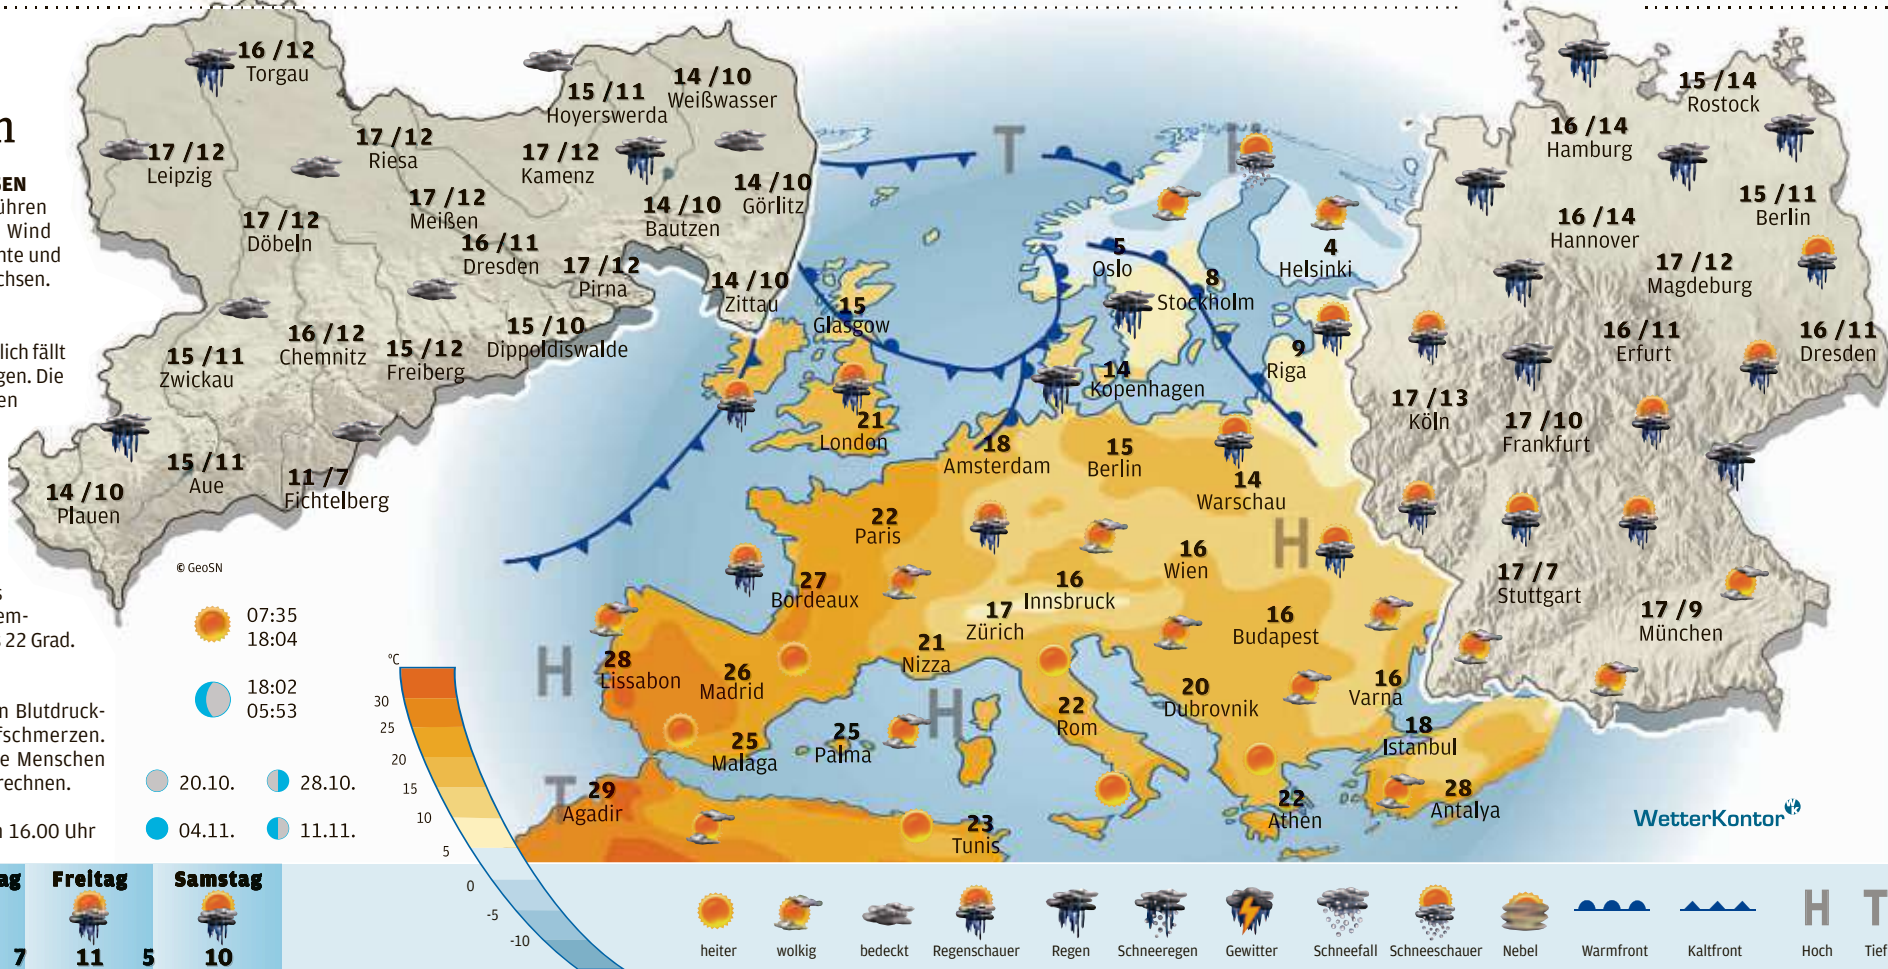 n
SEN
ühren
Wind
nte und
chsen.
lich fällt
gen. Die
en
s
em-
s 22 Grad.
n Blutdruck-
fschmerzen.
e Menschen
rechnen.
n 16.00 Uhr
16 /12
Torgau
15 /11
Hoyerswerda
14 /10
Weißwasser
17 /12
Leipzig
17 /12
Riesa
17 /12
Kamenz
17 /12
Meißen
14 /10
Görlitz
14 /10
Bautzen
17 /12
Döbeln
16 /11
Dresden
17 /12
Pirna
14 /10
Zittau
16 /12
Chemnitz
15 /12
Freiberg
15 /10
Dippoldiswalde
15 /11
Zwickau
15 /11
Aue
11 /7
Fichtelberg
14 /10
Plauen
© GeoSN
07:35
18:04
18:02
05:53
20.10.
28.10.
04.11.
11.11.
ag
7
Freitag
11
5
Samstag
10
°C
30
25
20
15
10
5
0
-5
-10
T
H
5
Oslo
8
Stockholm
4
Helsinki
15
Glasgow
9
Riga
14
Kopenhagen
21
London
18
Amsterdam
15
Berlin
14
Warschau
22
Paris
H
16
Wien
27
Bordeaux
16
Innsbruck
17
Zürich
16
Budapest
21
Nizza
H
28
Lissabon
26
Madrid
20
Dubrovnik
16
Varna
H
22
Rom
25
Malaga
25
Palma
18
Istanbul
T
29
Agadir
23
Tunis
22
Athen
28
Antalya
15 /14
Rostock
16 /14
Hamburg
15 /11
Berlin
16 /14
Hannover
17 /12
Magdeburg
16 /11
Erfurt
16 /11
Dresden
17 /13
Köln
17 /10
Frankfurt
17 /7
Stuttgart
17 /9
München
WetterKontor
wk
heiter
wolkig
bedeckt
Regenschauer
Regen
Schneeregen
Gewitter
Schneefall
Schneeschauer
Nebel
Warmfront
Kaltfront
H
Hoch
T
Tief